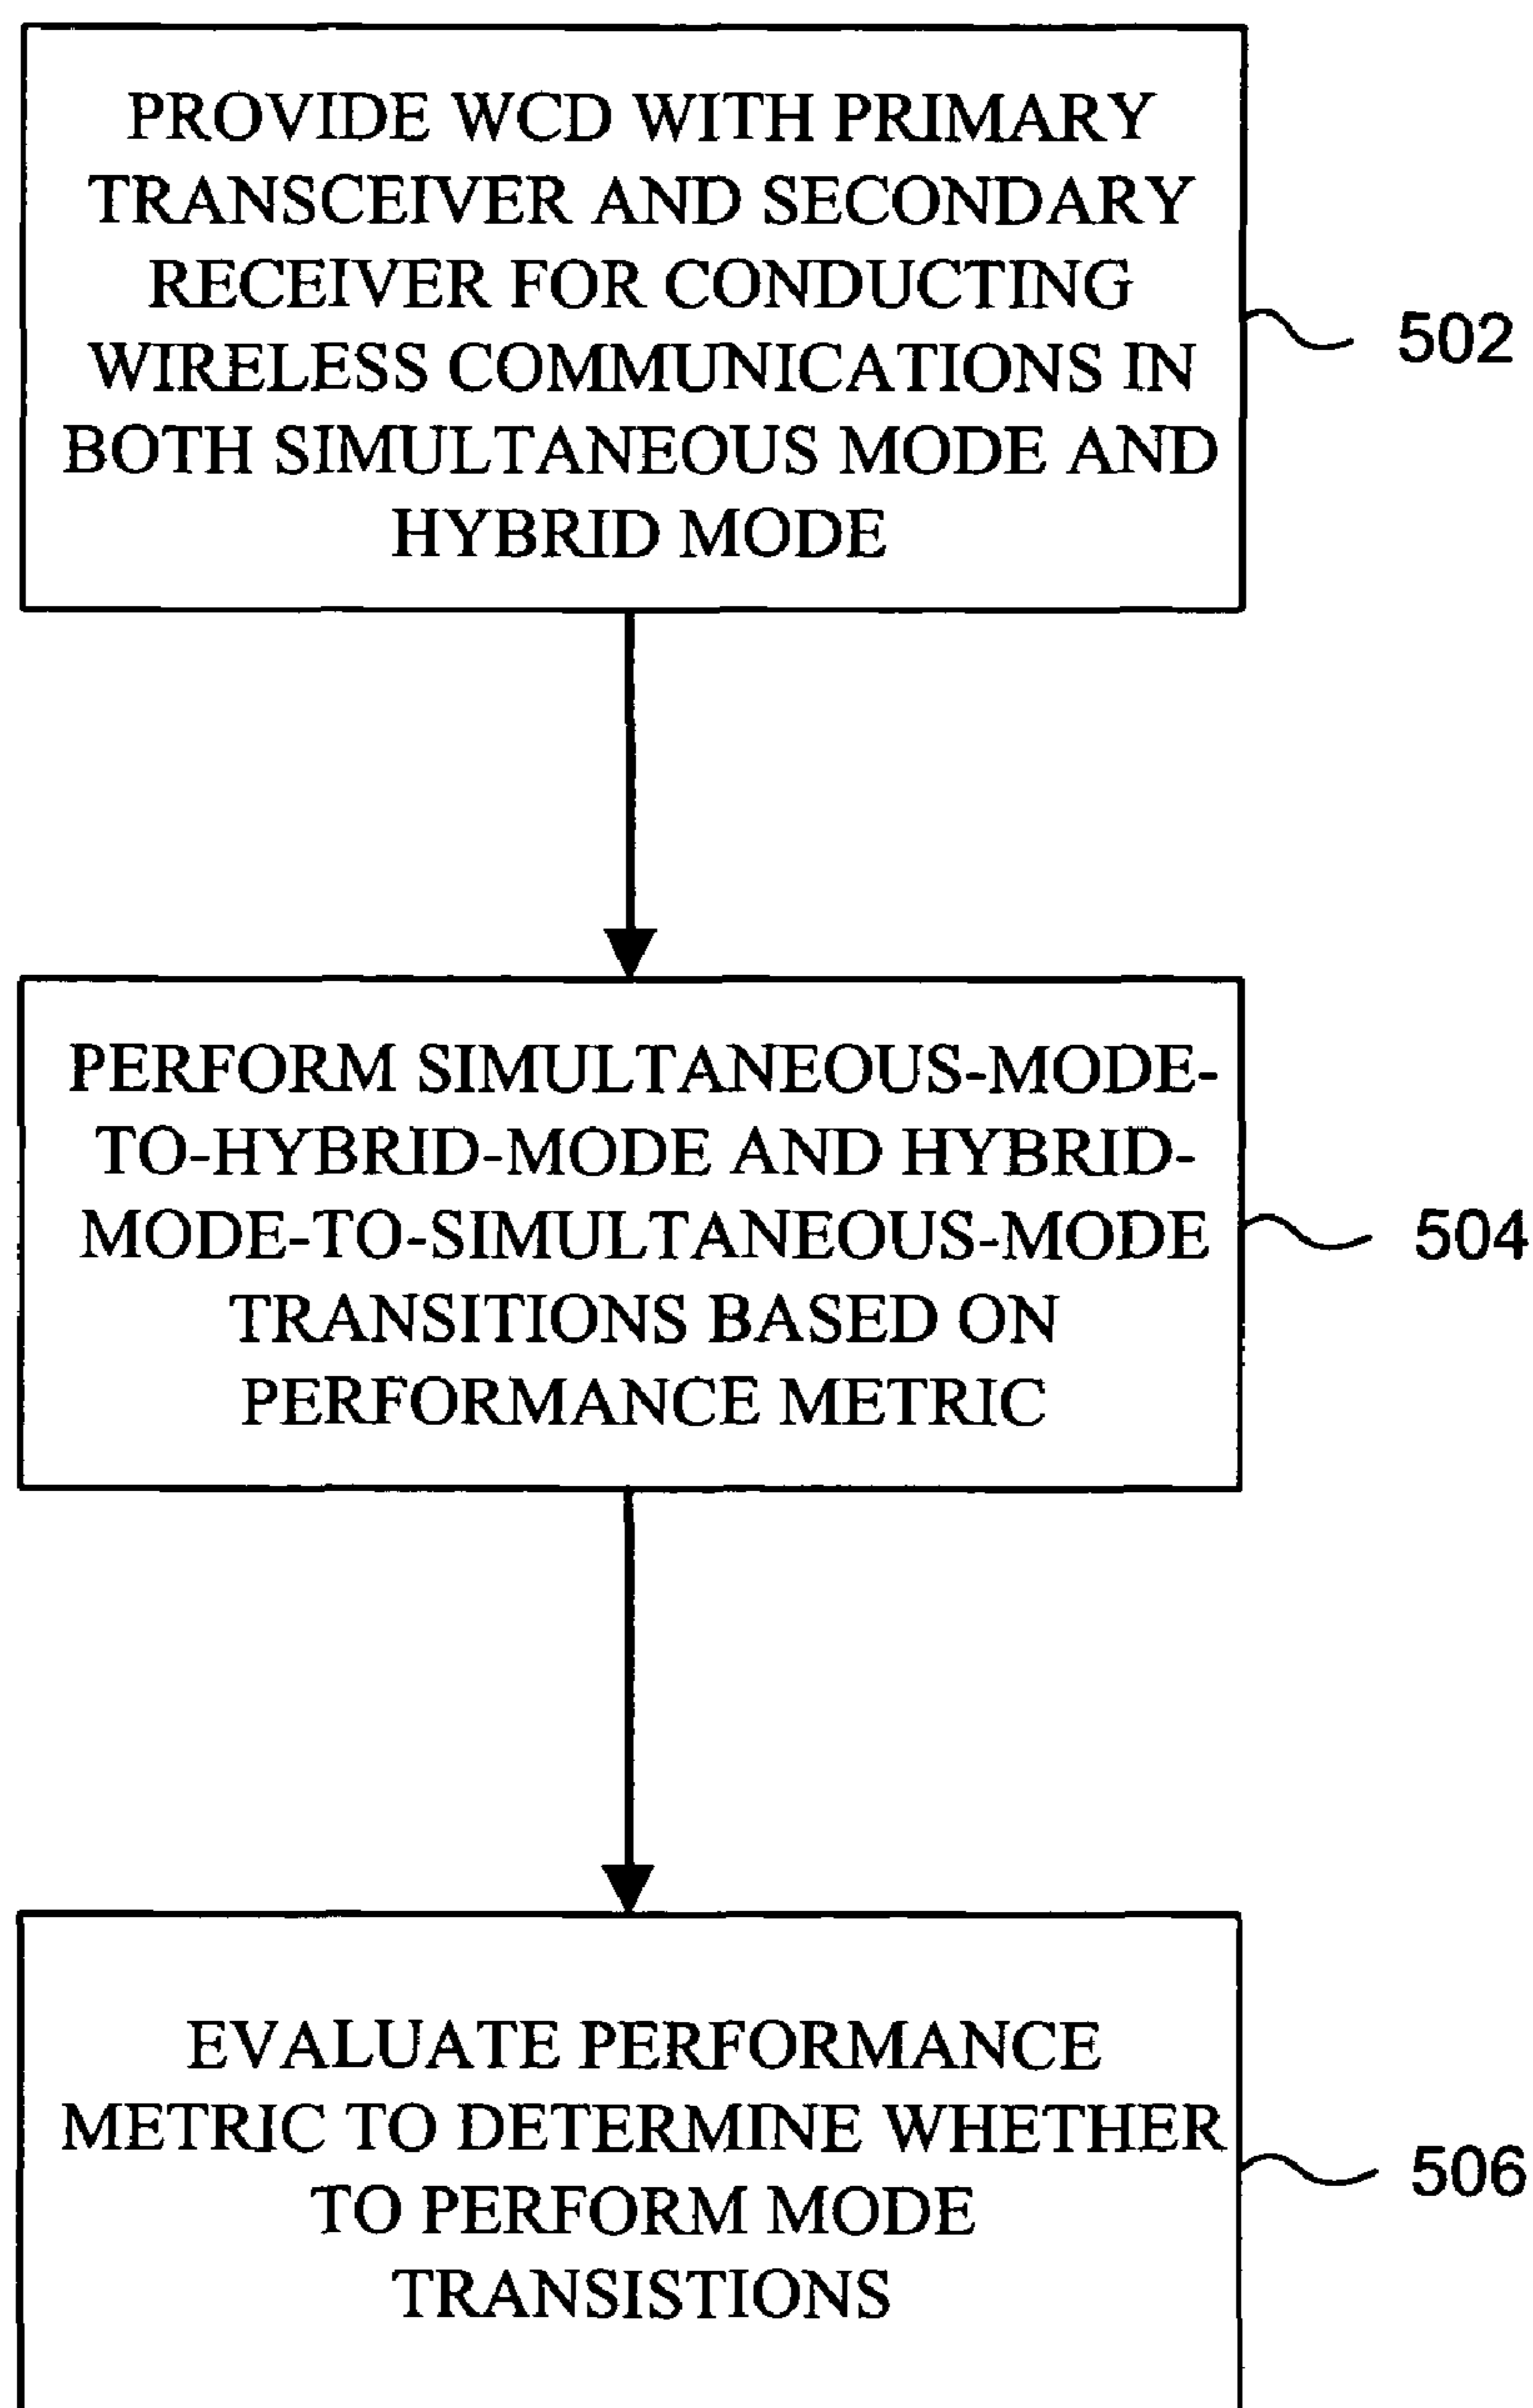 PROVIDE WCD WITH PRIMARY
TRANSCEIVER AND SECONDARY
RECEIVER FOR CONDUCTING
WIRELESS COMMUNICATIONS IN
BOTH SIMULTANEOUS MODE AND
HYBRID MODE
502
PERFORM SIMULTANEOUS-MODE-
TO-HYBRID-MODE AND HYBRID-
MODE-TO-SIMULTANEOUS-MODE
TRANSITIONS BASED ON
PERFORMANCE METRIC
504
EVALUATE PERFORMANCE
METRIC TO DETERMINE WHETHER
TO PERFORM MODE
TRANSISTIONS
506